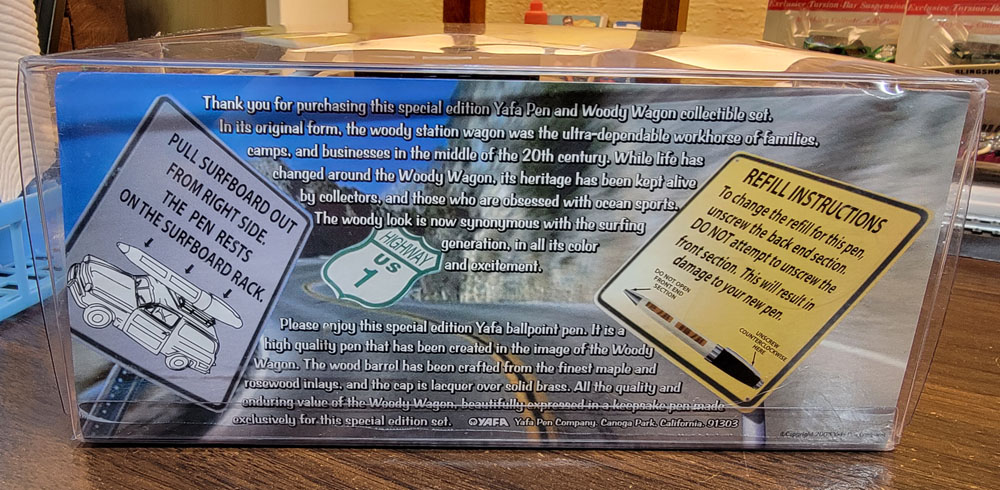 Exclusive Torsion-Bar Suspension
Exclusive Torsion-Ba
SLINGSHO
Thank you for purchasing this special edition Yafa Pen and Woody Wagon collectible set.
In its original form, the woody station wagon was the ultra-dependable workhorse of families,
camps, and businesses in the middle of the 20th century. While life has
changed around the Woody Wagon, its heritage has been kept alive
by collectors, and those who are obsessed with ocean sports.
The woody look is now synonymous with the surfing
generation, in all its color
and excitement.
PULL SURFBOARD OUT
FROM RIGHT SIDE.
THE PEN RESTS
ON THE SURFBOARD RACK.
HIGHWAY
US
1
REFILL INSTRUCTIONS
To change the refill for this pen,
unscrew the back end section.
DO NOT attempt to unscrew the
front section. This will result in
damage to your new pen.
DO NOT OPEN
FRONT END
SECTION
UNSCREW
COUNTERCLOCKWISE
HERE
Please enjoy this special edition Yafa ballpoint pen. It is a
high quality pen that has been created in the image of the Woody
Wagon. The wood barrel has been crafted from the finest maple and
rosewood inlays, and the cap is lacquer over solid brass. All the quality and
enduring value of the Woody Wagon, beautifully expressed in a keepsake pen made
exclusively for this special edition set. YAFA Yafa Pen Company, Canoga Park, California, 91303
©Copyright